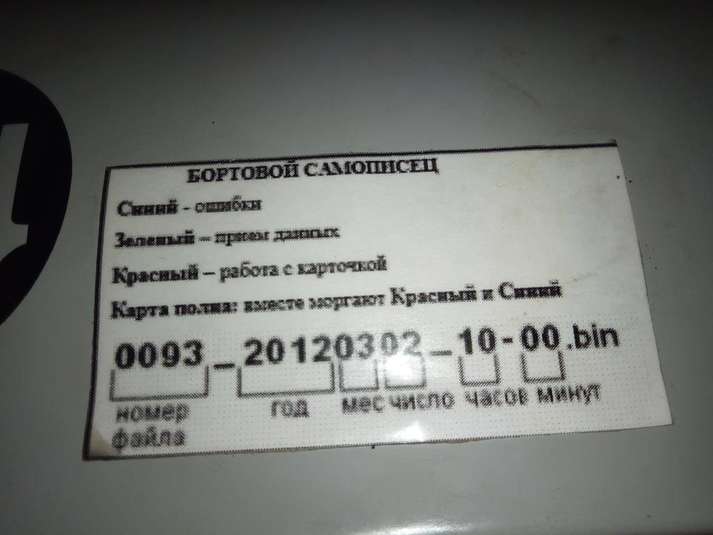 БОРТОВОЙ САМОПИСЕЦ
Синий - ошибки
Зеленый – прием данных
Красный – работа с карточкой
Карта полна: вместе моргают Красный и Синий
0093_20120302_10-00.bin
номер файла год мес число часов минут